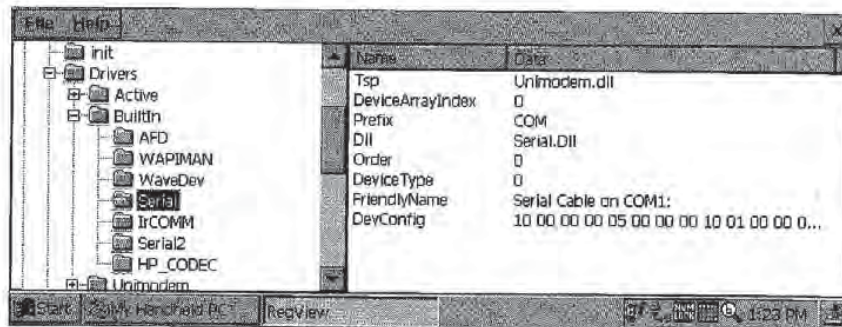 File Help
init
Drivers
Active
BuiltIn
AFD
WAPIMAN
WaveDev
Serial
IrCOMM
Serial2
HP_CODEC
Unimodem
Name Data
Tsp Unimodem.dll
DeviceArrayIndex 0
Prefix COM
Dll Serial.Dll
Order 0
DeviceType 0
FriendlyName Serial Cable on COM1:
DevConfig 10 00 00 00 05 00 00 00 10 01 00 00 0...
Start My Handheld PC RegView 1:23 PM